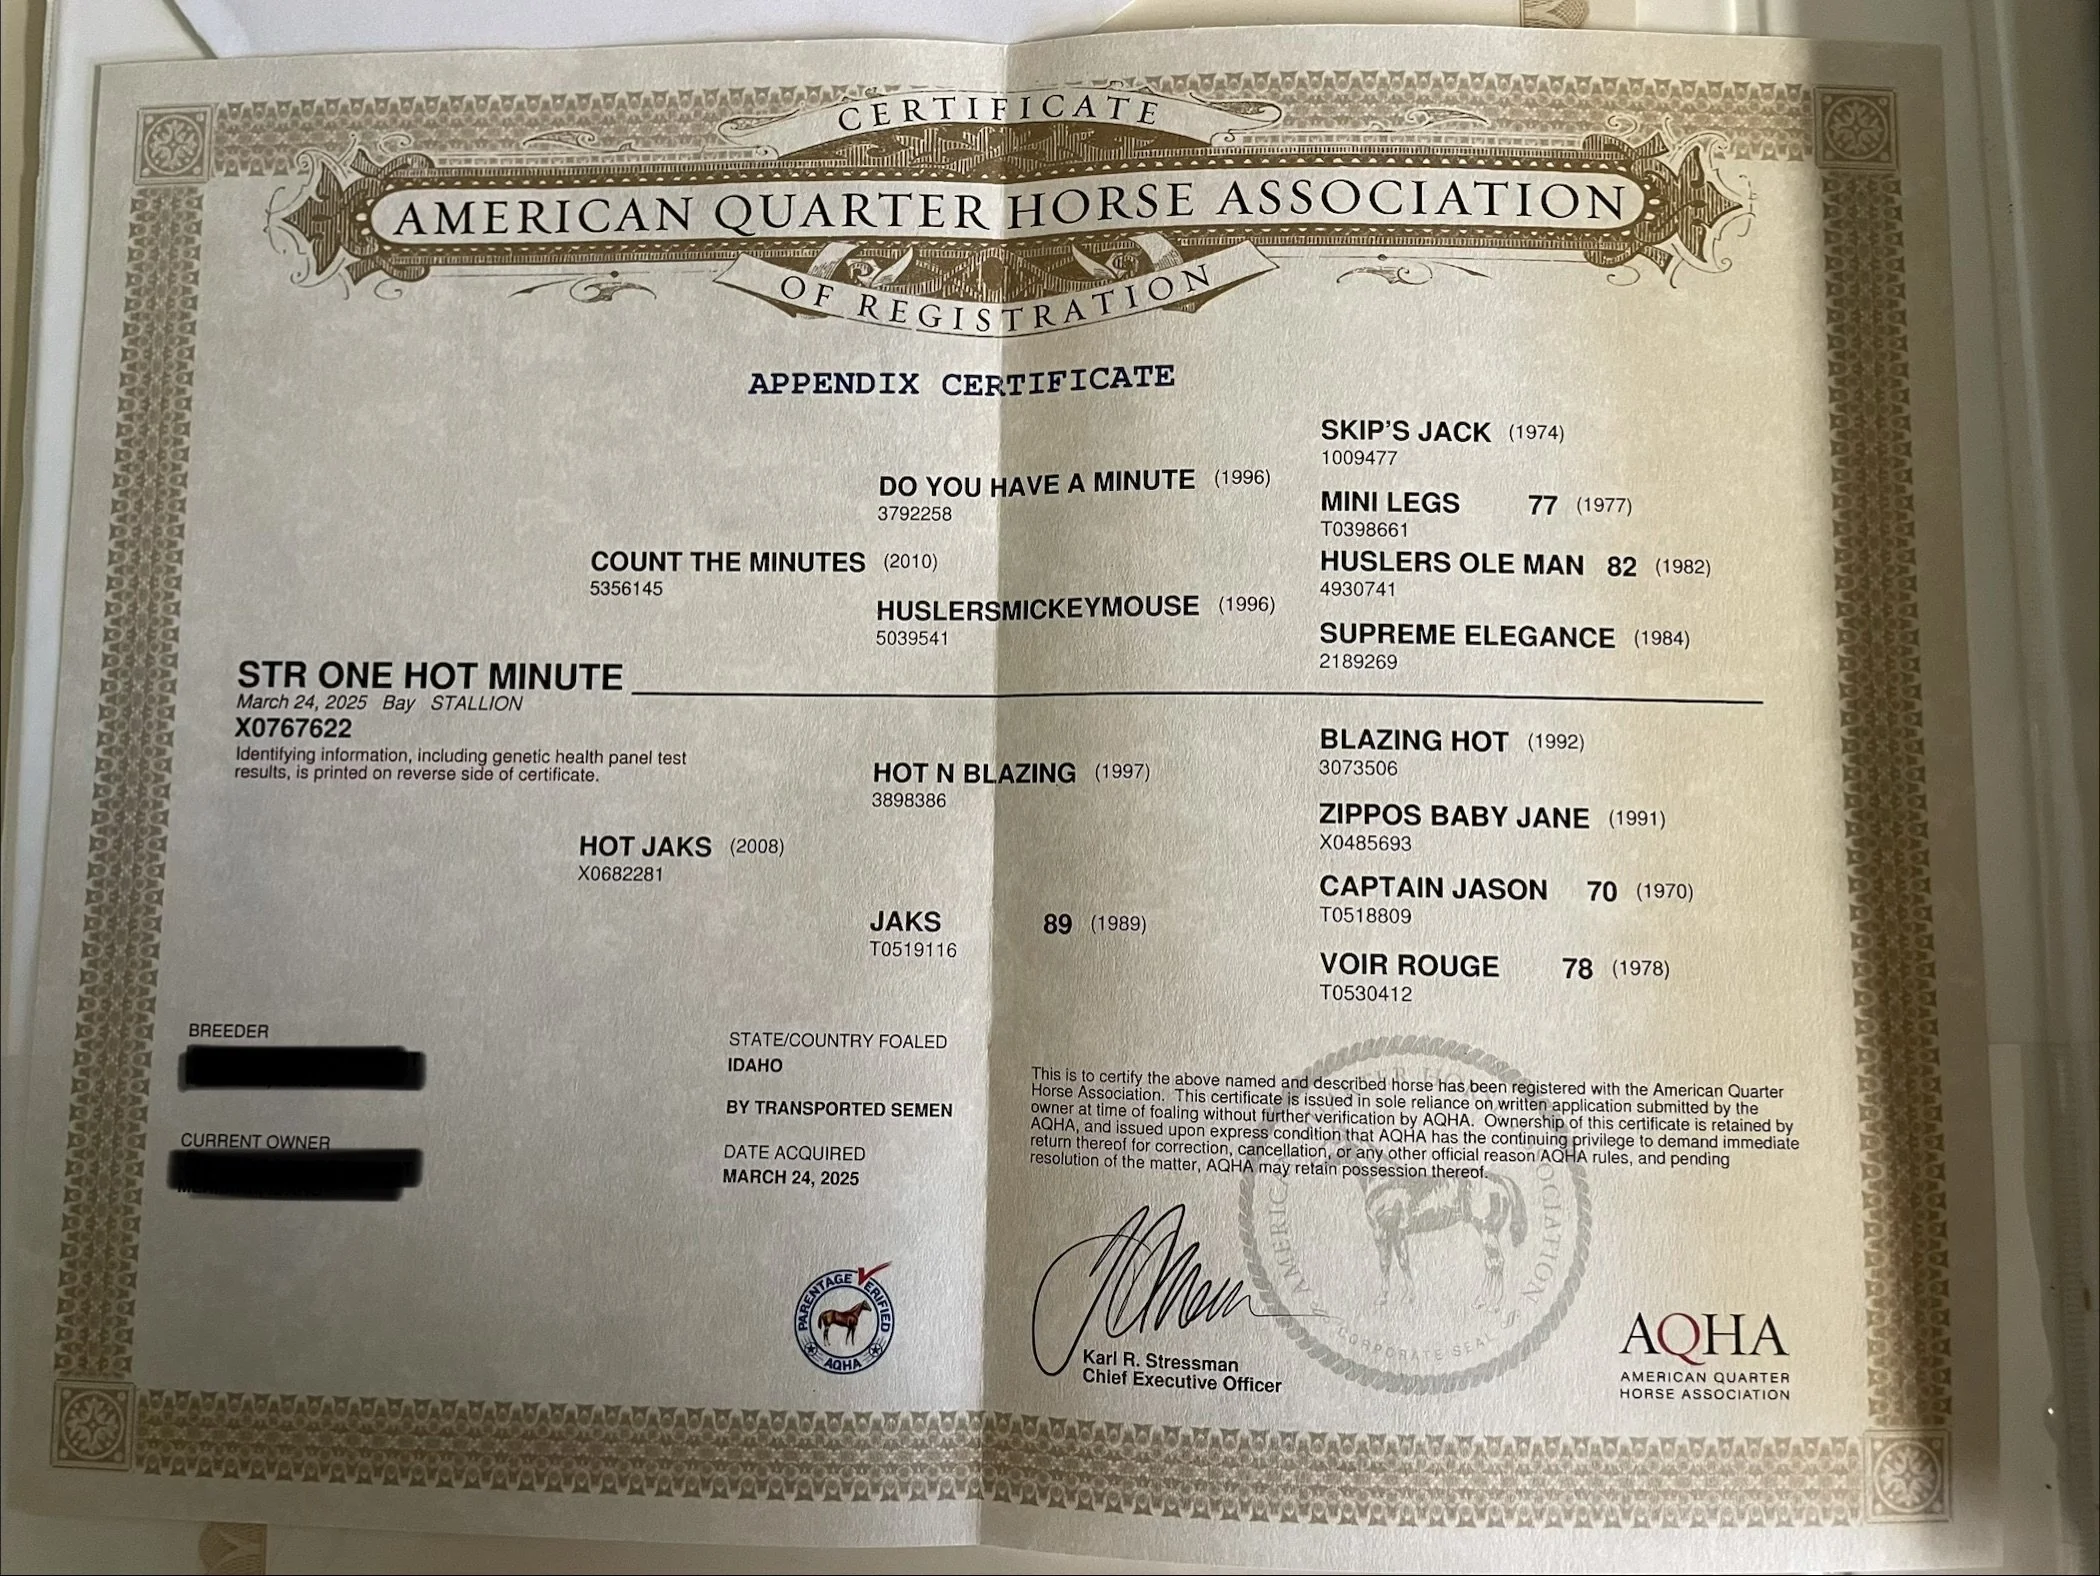 CERTIFICATE
AMERICAN QUARTER HORSE ASSOCIATION
OF REGISTRATION
APPENDIX CERTIFICATE
SKIP'S JACK (1974)
1009477
DO YOU HAVE A MINUTE (1996)
3792258
MINI LEGS 77 (1977)
T0398661
COUNT THE MINUTES (2010)
5356145
HUSLERS OLE MAN 82 (1982)
4930741
HUSLERSMICKEYMOUSE (1996)
5039541
SUPREME ELEGANCE (1984)
2189269
STR ONE HOT MINUTE
March 24, 2025 Bay STALLION
X0767622
Identifying information, including genetic health panel test
results, is printed on reverse side of certificate.
BLAZING HOT (1992)
3073506
HOT N BLAZING (1997)
3898386
ZIPPOS BABY JANE (1991)
X0485693
HOT JAKS (2008)
X0682281
CAPTAIN JASON 70 (1970)
T0518809
JAKS 89 (1989)
T0519116
VOIR ROUGE 78 (1978)
T0530412
BREEDER
STATE/COUNTRY FOALED
IDAHO
BY TRANSPORTED SEMEN
CURRENT OWNER
DATE ACQUIRED
MARCH 24, 2025
This is to certify the above named and described horse has been registered with the American Quarter
Horse Association. This certificate is issued in sole reliance on written application submitted by the
owner at time of foaling without further verification by AQHA. Ownership of this certificate is retained by
AQHA, and issued upon express condition that AQHA has the continuing privilege to demand immediate
return thereof for correction, cancellation, or any other official reason AQHA rules, and pending
resolution of the matter, AQHA may retain possession thereof.
PARENTAGE VERIFIED
AQHA
CORPORATE SEAL
Karl R. Stressman
Chief Executive Officer
AQHA
AMERICAN QUARTER
HORSE ASSOCIATION